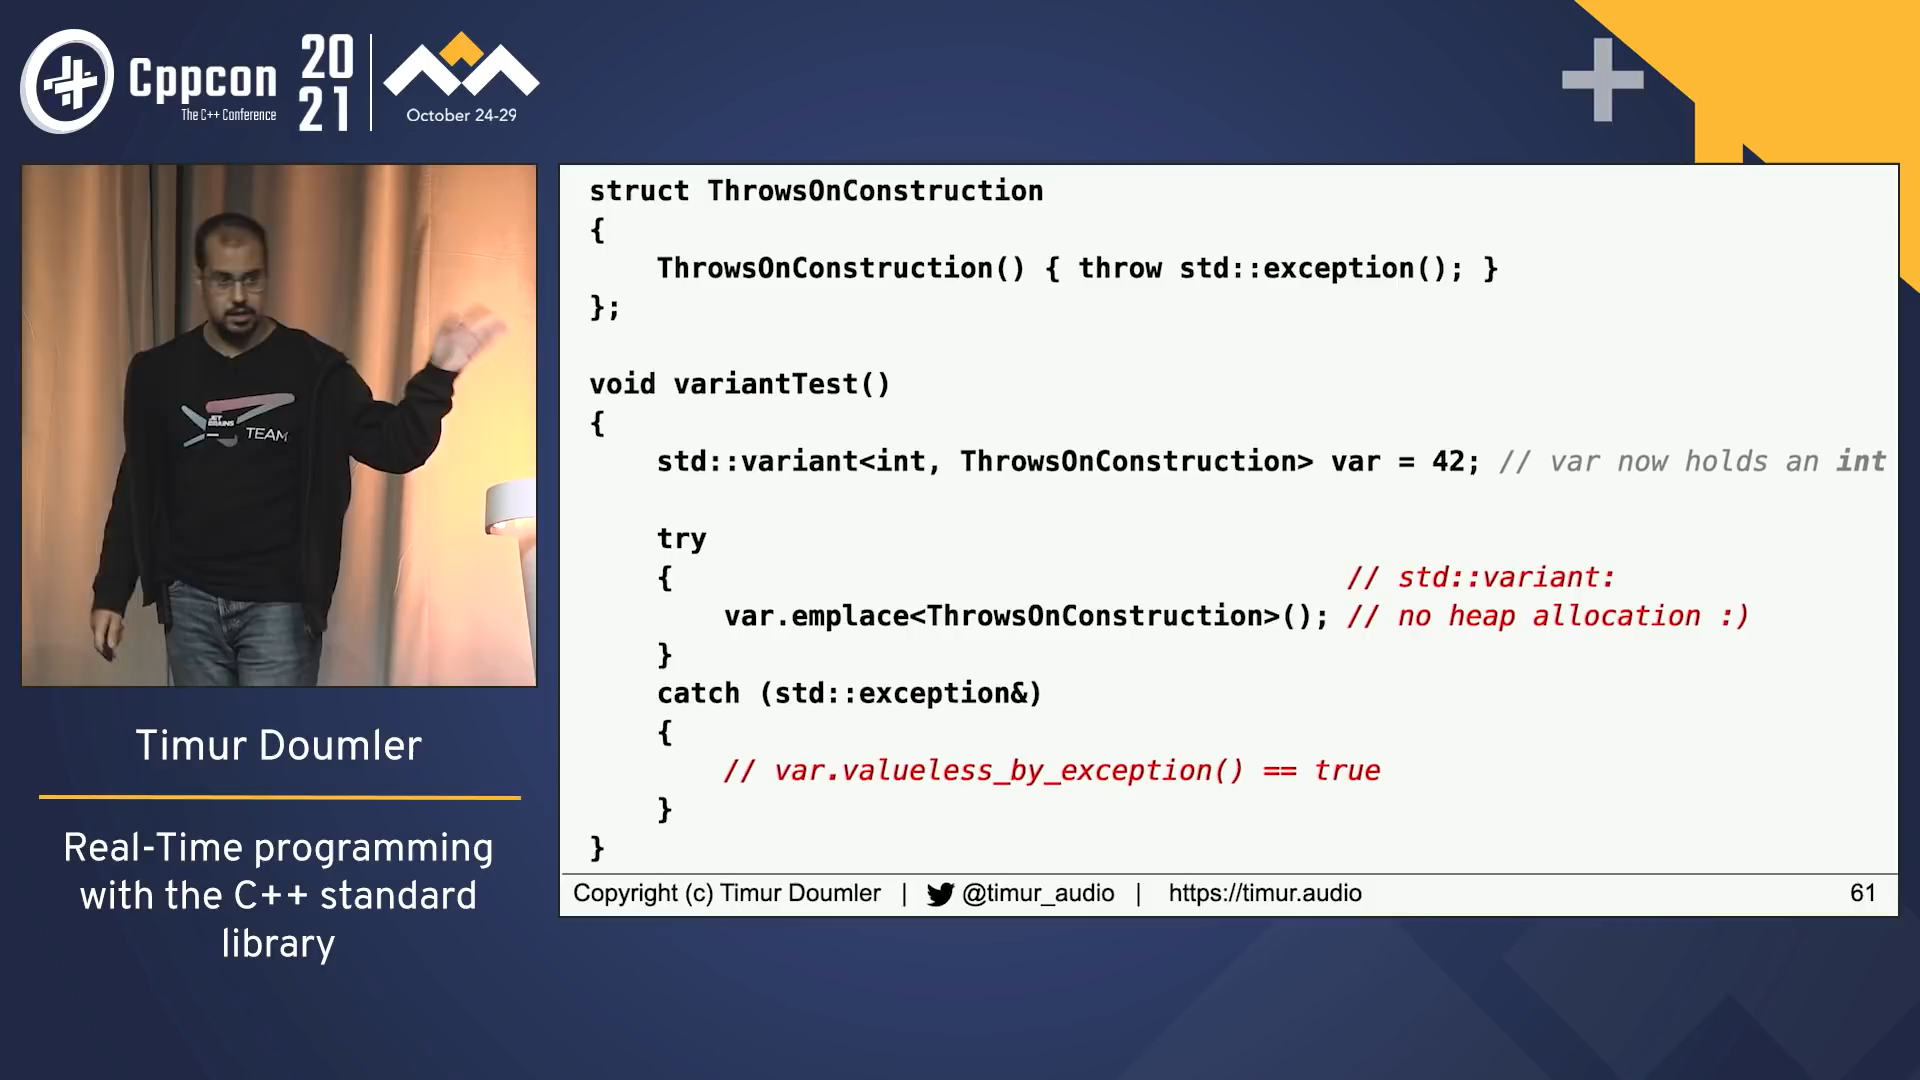 Cppcon
The C++ Conference
20
21
October 24-29
JET
BRAINS
TEAM
Timur Doumler
Real-Time programming
with the C++ standard
library
struct ThrowsOnConstruction
{
    ThrowsOnConstruction() { throw std::exception(); }
};
void variantTest()
{
    std::variant<int, ThrowsOnConstruction> var = 42; // var now holds an int
    try
    { // std::variant:
        var.emplace<ThrowsOnConstruction>(); // no heap allocation :)
    }
    catch (std::exception&)
    {
        // var.valueless_by_exception() == true
    }
}
Copyright (c) Timur Doumler | @timur_audio | https://timur.audio 61